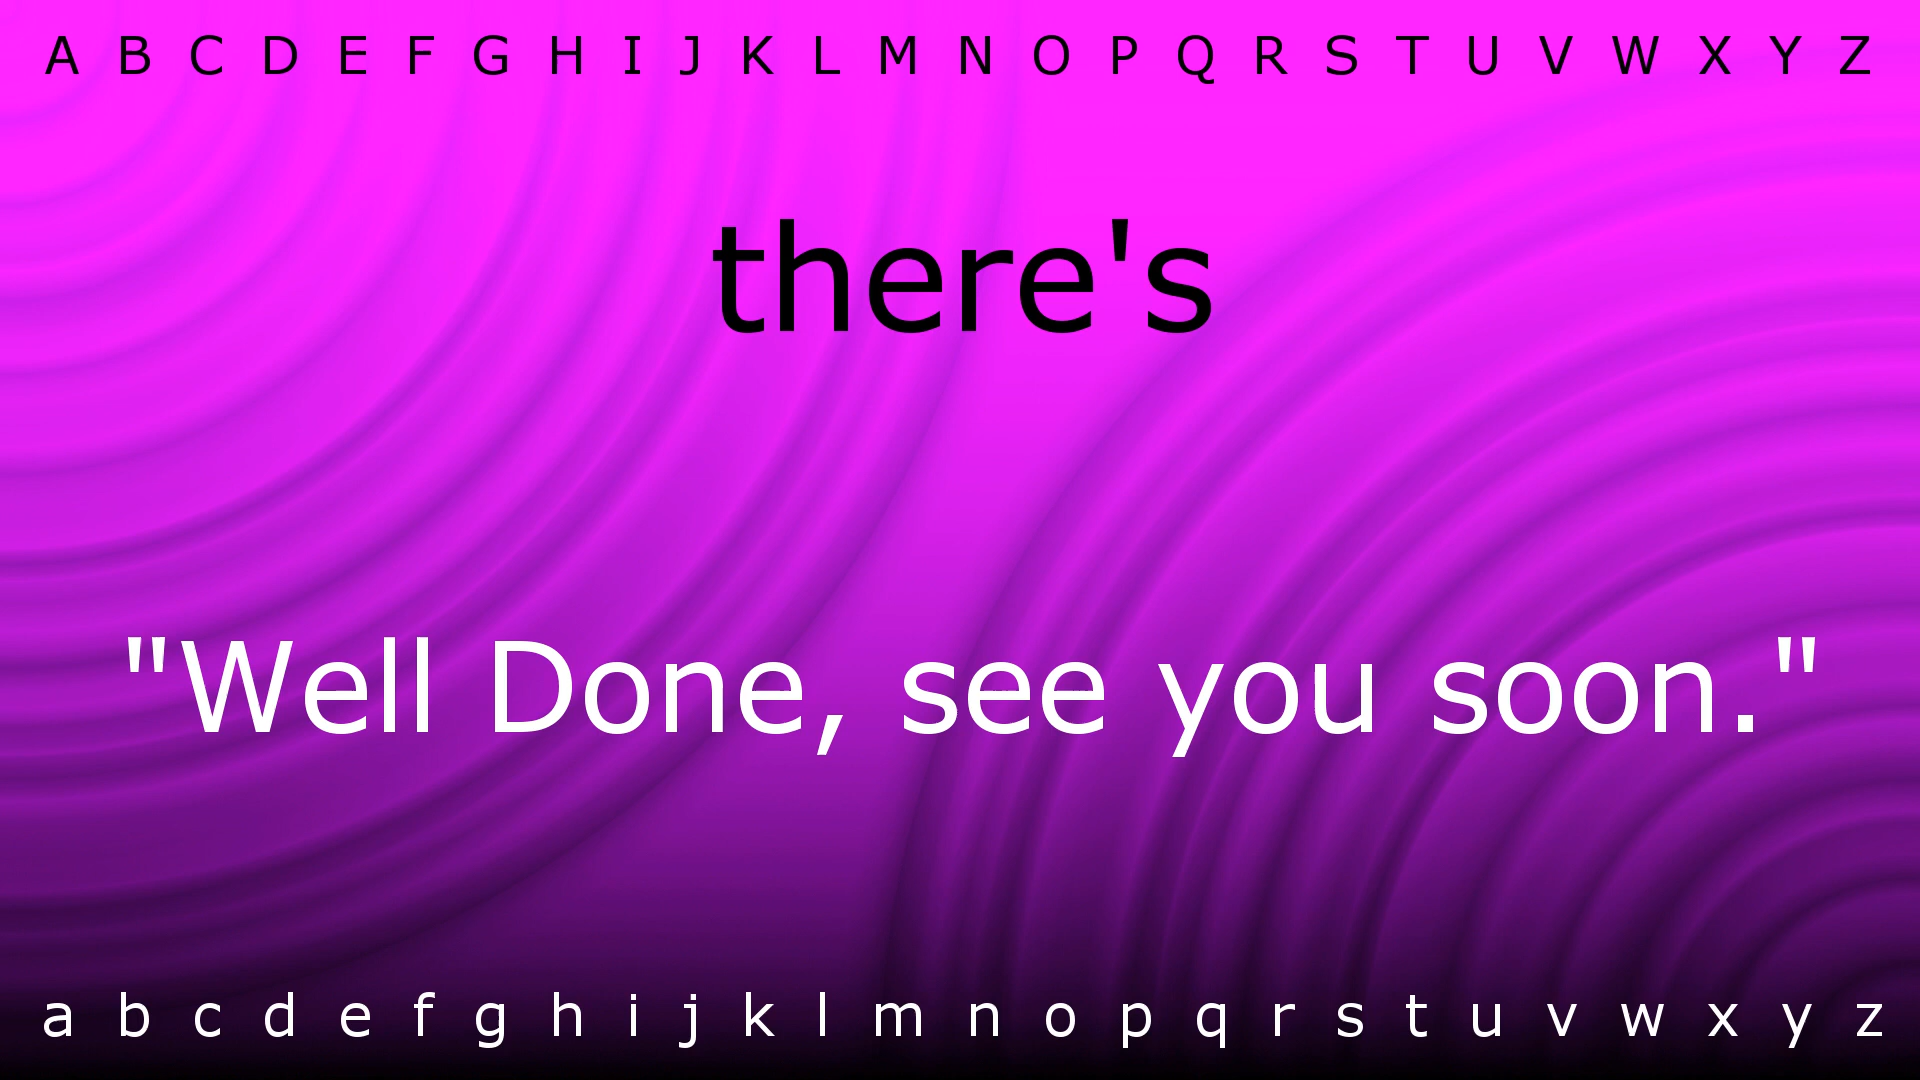 A B C D E F G H I J K L M N O P Q R S T U V W X Y Z
there's
"Well Done, see you soon."
a b c d e f g h i j k l m n o p q r s t u v w x y z